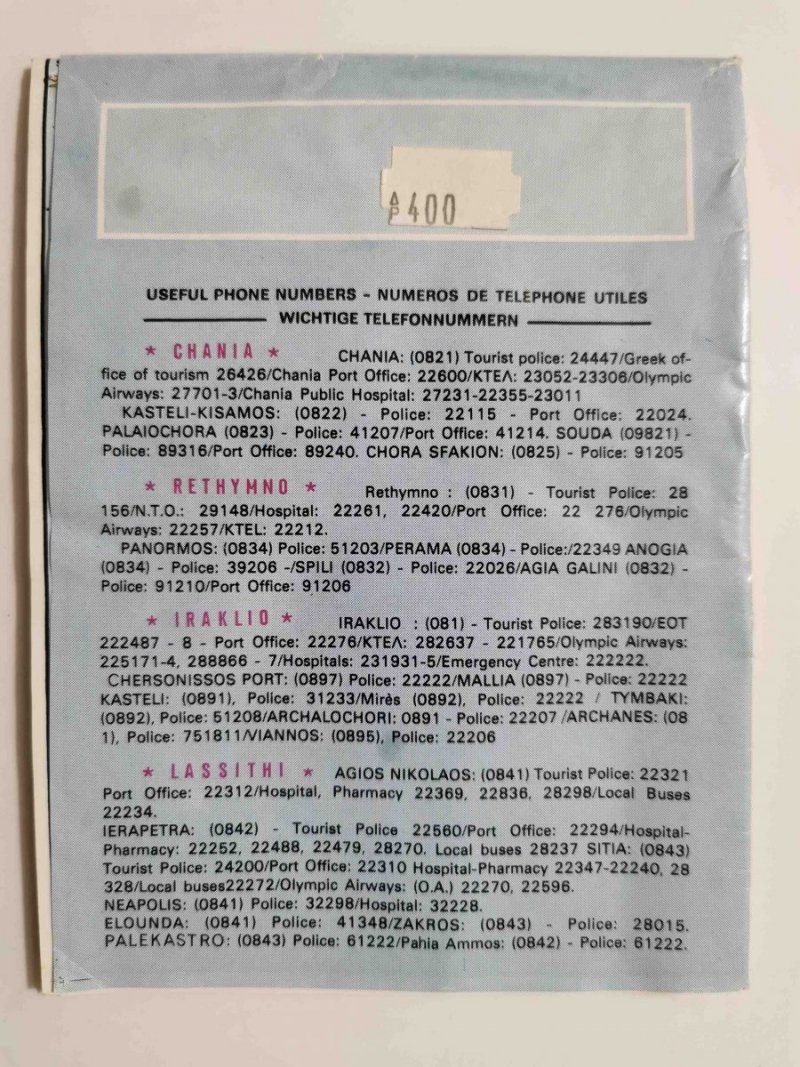 ΔΡ 400
USEFUL PHONE NUMBERS - NUMEROS DE TELEPHONE UTILES
WICHTIGE TELEFONNUMMERN
* CHANIA * CHANIA: (0821) Tourist police: 24447/Greek of-
fice of tourism 26426/Chania Port Office: 22600/ΚΤΕΛ: 23052-23306/Olympic
Airways: 27701-3/Chania Public Hospital: 27231-22355-23011
KASTELI-KISAMOS: (0822) - Police: 22115 - Port Office: 22024.
PALAIOCHORA (0823) - Police: 41207/Port Office: 41214. SOUDA (09821) -
Police: 89316/Port Office: 89240. CHORA SFAKION: (0825) - Police: 91205
* RETHYMNO * Rethymno : (0831) - Tourist Police: 28
156/N.T.O.: 29148/Hospital: 22261, 22420/Port Office: 22 276/Olympic
Airways: 22257/KTEL: 22212.
PANORMOS: (0834) Police: 51203/PERAMA (0834) - Police:/22349 ANOGIA
(0834) - Police: 39206 -/SPILI (0832) - Police: 22026/AGIA GALINI (0832) -
Police: 91210/Port Office: 91206
* IRAKLIO * IRAKLIO : (081) - Tourist Police: 283190/EOT
222487 - 8 - Port Office: 22276/ΚΤΕΛ: 282637 - 221765/Olympic Airways:
225171-4, 288866 - 7/Hospitals: 231931-5/Emergency Centre: 222222.
CHERSONISSOS PORT: (0897) Police: 22222/MALLIA (0897) - Police: 22222
KASTELI: (0891), Police: 31233/Mirès (0892), Police: 22222 / TYMBAKI:
(0892), Police: 51208/ARCHALOCHORI: 0891 - Police: 22207 /ARCHANES: (08
1), Police: 751811/VIANNOS: (0895), Police: 22206
* LASSITHI * AGIOS NIKOLAOS: (0841) Tourist Police: 22321
Port Office: 22312/Hospital, Pharmacy 22369, 22836, 28298/Local Buses
22234.
IERAPETRA: (0842) - Tourist Police 22560/Port Office: 22294/Hospital-
Pharmacy: 22252, 22488, 22479, 28270. Local buses 28237 SITIA: (0843)
Tourist Police: 24200/Port Office: 22310 Hospital-Pharmacy 22347-22240, 28
328/Local buses22272/Olympic Airways: (O.A.) 22270, 22596.
NEAPOLIS: (0841) Police: 32298/Hospital: 32228.
ELOUNDA: (0841) Police: 41348/ZAKROS: (0843) - Police: 28015.
PALEKASTRO: (0843) Police: 61222/Pahia Ammos: (0842) - Police: 61222.